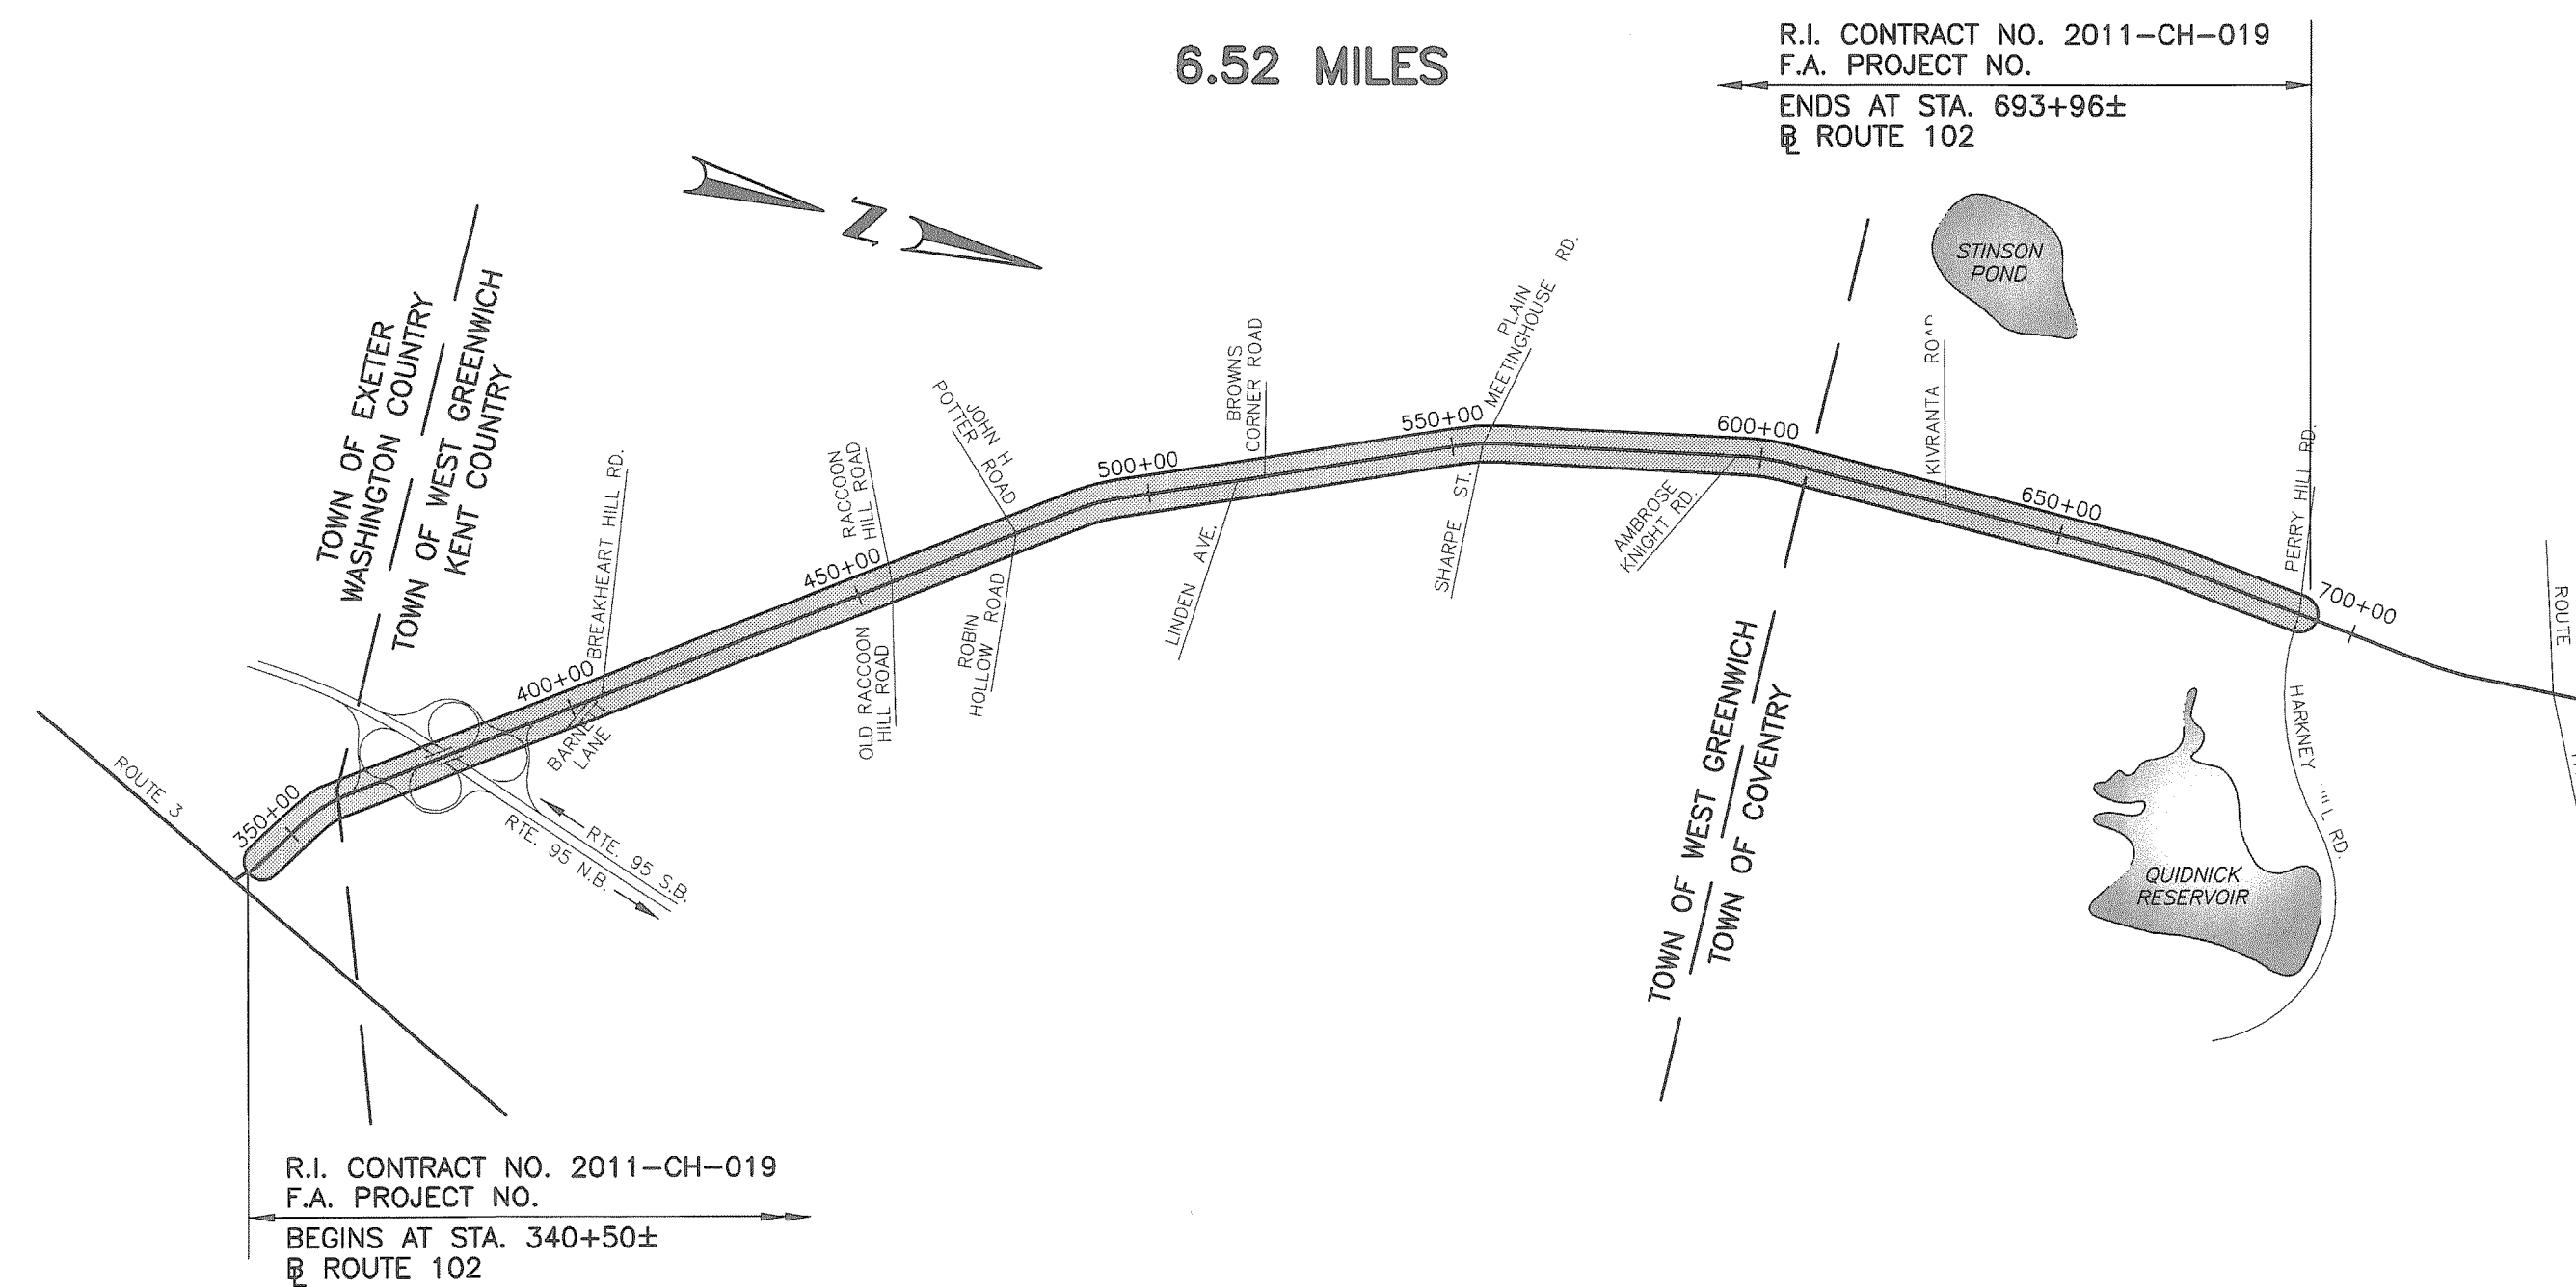 6.52 MILES
R.I. CONTRACT NO. 2011-CH-019
F.A. PROJECT NO.
ENDS AT STA. 693+96±
ROUTE 102
N
STINSON
POND
TOWN OF EXETER
WASHINGTON COUNTRY
TOWN OF WEST GREENWICH
KENT COUNTRY
BREAKHEART HILL RD.
RACCOON
HILL ROAD
JOHN H
POTTER ROAD
BROWNS
CORNER ROAD
PLAIN
MEETINGHOUSE RD.
KIVRANTA ROAD
PERRY HILL RD.
350+00
400+00
450+00
500+00
550+00
600+00
650+00
700+00
ROUTE 3
BARNETT
LANE
RTE. 95 S.B.
RTE. 95 N.B.
OLD RACCOON
HILL ROAD
ROBIN
HOLLOW ROAD
LINDEN AVE.
SHARPE ST.
AMBROSE
KNIGHT RD.
TOWN OF WEST GREENWICH
TOWN OF COVENTRY
HARKNEY RD.
QUIDNICK
RESERVOIR
ROUTE
R.I. CONTRACT NO. 2011-CH-019
F.A. PROJECT NO.
BEGINS AT STA. 340+50±
ROUTE 102